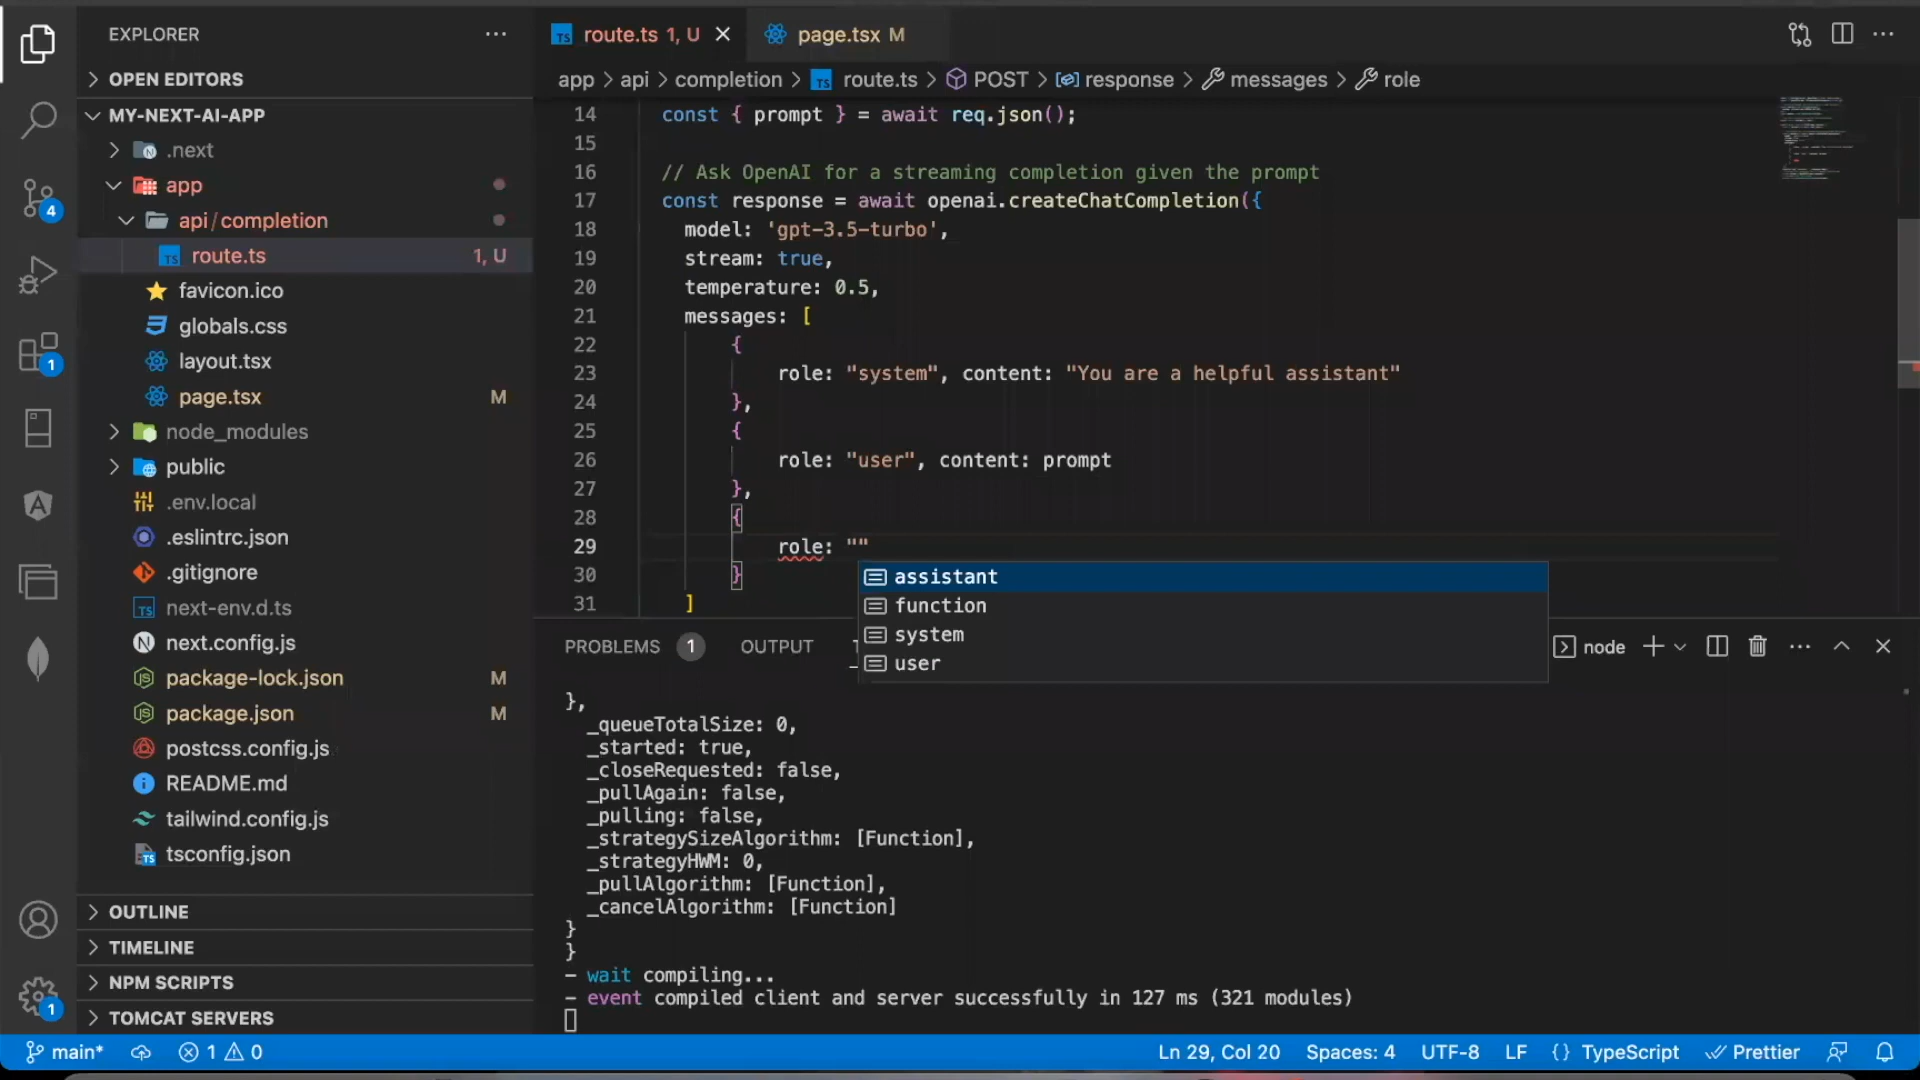 EXPLORER
OPEN EDITORS
MY-NEXT-AI-APP
.next
app
api/completion
route.ts 1, U
favicon.ico
globals.css
layout.tsx
page.tsx M
node_modules
public
.env.local
.eslintrc.json
.gitignore
next-env.d.ts
next.config.js
package-lock.json M
package.json M
postcss.config.js
README.md
tailwind.config.js
tsconfig.json
OUTLINE
TIMELINE
NPM SCRIPTS
TOMCAT SERVERS
4
1
1
route.ts 1, U
page.tsx M
app > api > completion > route.ts > POST > response > messages > role
14 const { prompt } = await req.json();
15
16 // Ask OpenAI for a streaming completion given the prompt
17 const response = await openai.createChatCompletion({
18 model: 'gpt-3.5-turbo',
19 stream: true,
20 temperature: 0.5,
21 messages: [
22 {
23 role: "system", content: "You are a helpful assistant"
24 },
25 {
26 role: "user", content: prompt
27 },
28 {
29 role: ""
30 }
31 ]
assistant
function
system
user
PROBLEMS 1 OUTPUT
node
},
_queueTotalSize: 0,
_started: true,
_closeRequested: false,
_pullAgain: false,
_pulling: false,
_strategySizeAlgorithm: [Function],
_strategyHWM: 0,
_pullAlgorithm: [Function],
_cancelAlgorithm: [Function]
}
}
- wait compiling...
- event compiled client and server successfully in 127 ms (321 modules)
main* 1 0 Ln 29, Col 20 Spaces: 4 UTF-8 LF {} TypeScript Prettier